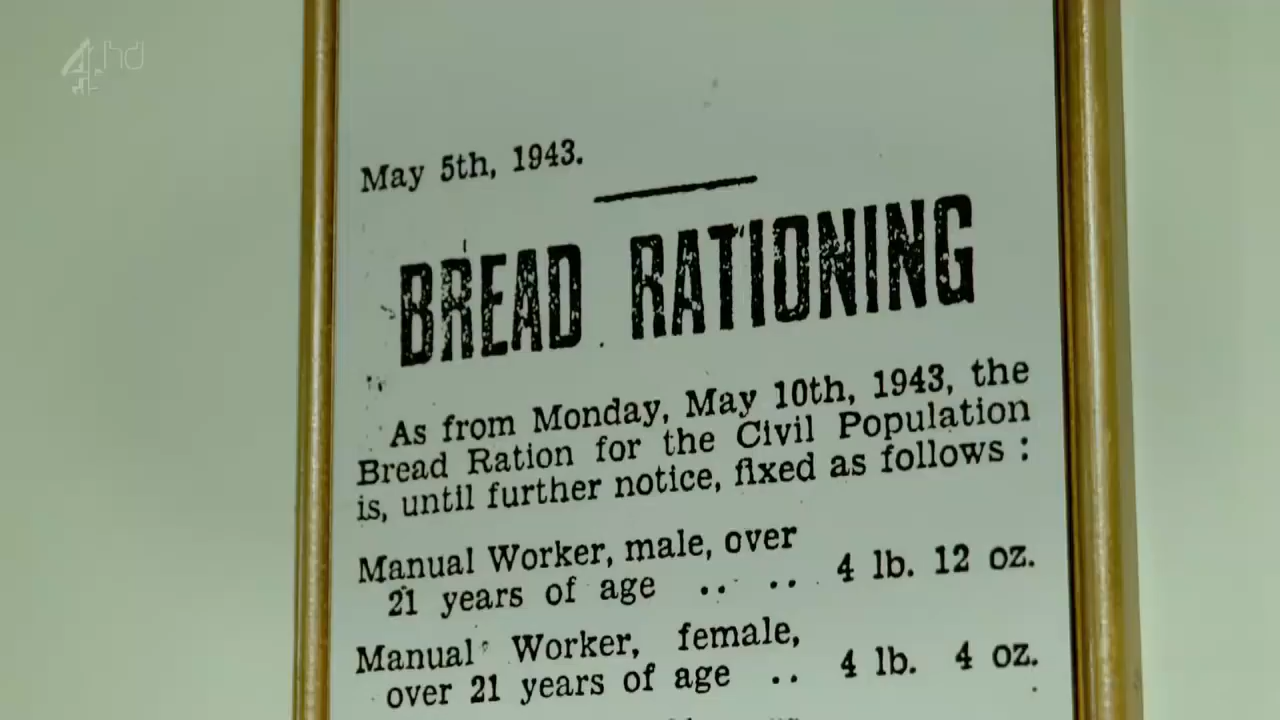 4hd
May 5th, 1943.
BREAD RATIONING
As from Monday, May 10th, 1943, the
Bread Ration for the Civil Population
is, until further notice, fixed as follows :
Manual Worker, male, over
21 years of age .. .. 4 lb. 12 oz.
Manual Worker, female,
over 21 years of age .. 4 lb. 4 oz.